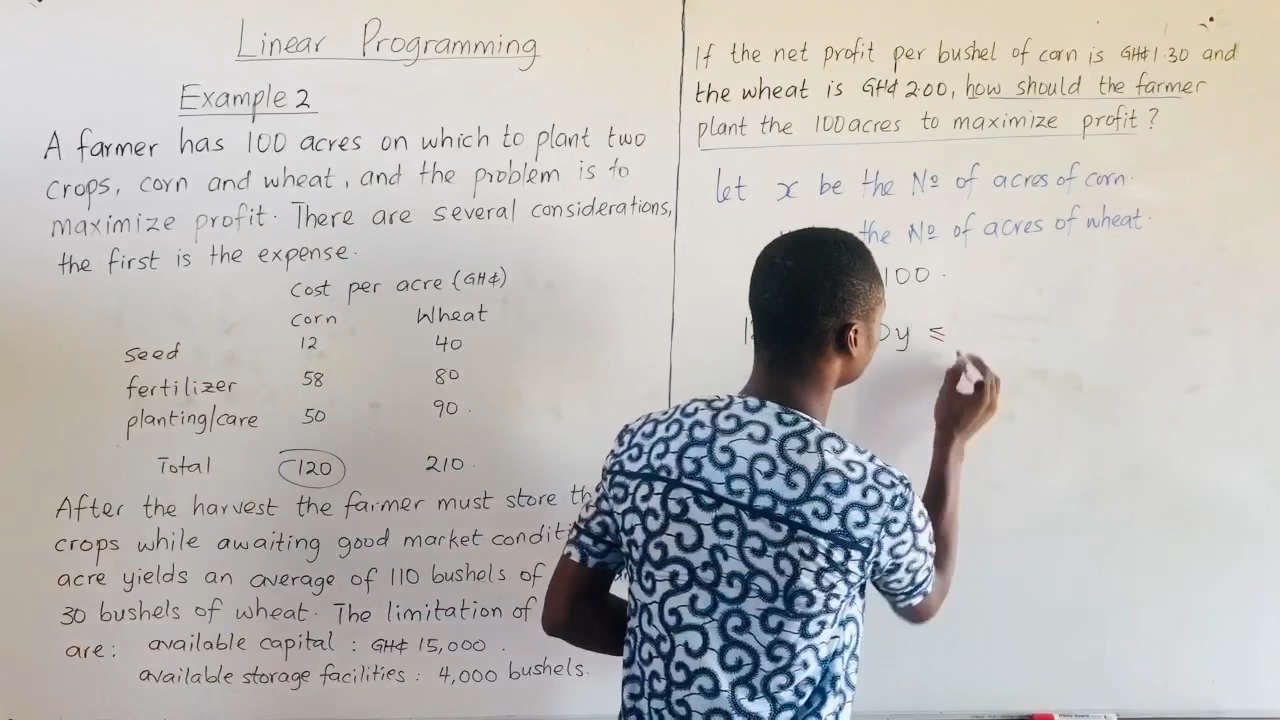 Linear Programming
Example 2
A farmer has 100 acres on which to plant two
crops, corn and wheat, and the problem is to
maximize profit. There are several considerations,
the first is the expense.
Cost per acre (GH¢)
Corn Wheat
Seed 12 40
fertilizer 58 80
planting/care 50 90.
Total 120 210.
After the harvest the farmer must store
crops while awaiting good market
acre yields an average of 110 bushels of
30 bushels of wheat. The limitation of
are: available capital : GH¢ 15,000.
available storage facilities : 4,000 bushels.
If the net profit per bushel of corn is GH¢1.30 and
the wheat is GH¢ 2.00, how should the farmer
plant the 100 acres to maximize profit?
Let x be the Nº of acres of corn.
the Nº of acres of wheat.
100.
y ≤